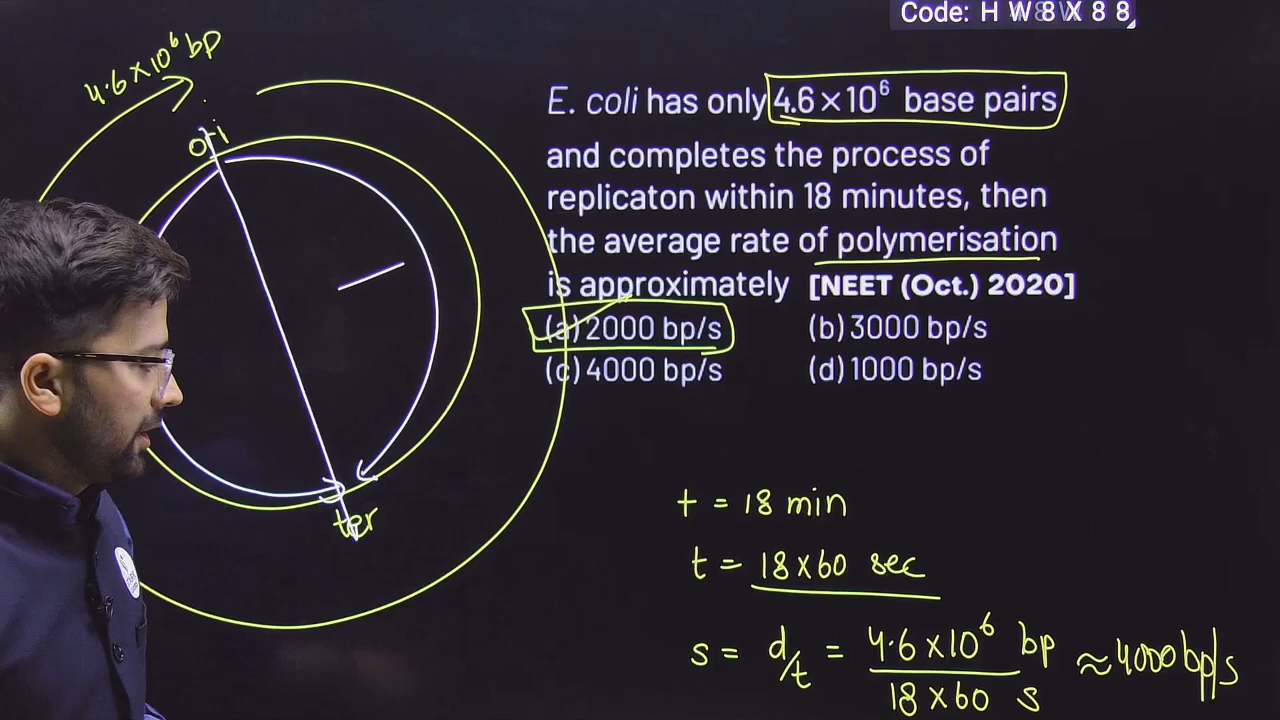 Code: H W 8 X 8 8
4.6×10⁶ bp
ori
ter
E. coli has only 4.6×10⁶ base pairs
and completes the process of
replicaton within 18 minutes, then
the average rate of polymerisation
is approximately [NEET (Oct.) 2020]
(a) 2000 bp/s (b) 3000 bp/s
(c) 4000 bp/s (d) 1000 bp/s
t = 18 min
t = 18×60 sec
s = d/t = 4.6×10⁶ bp / 18×60 s ≈ 4000 bp/s